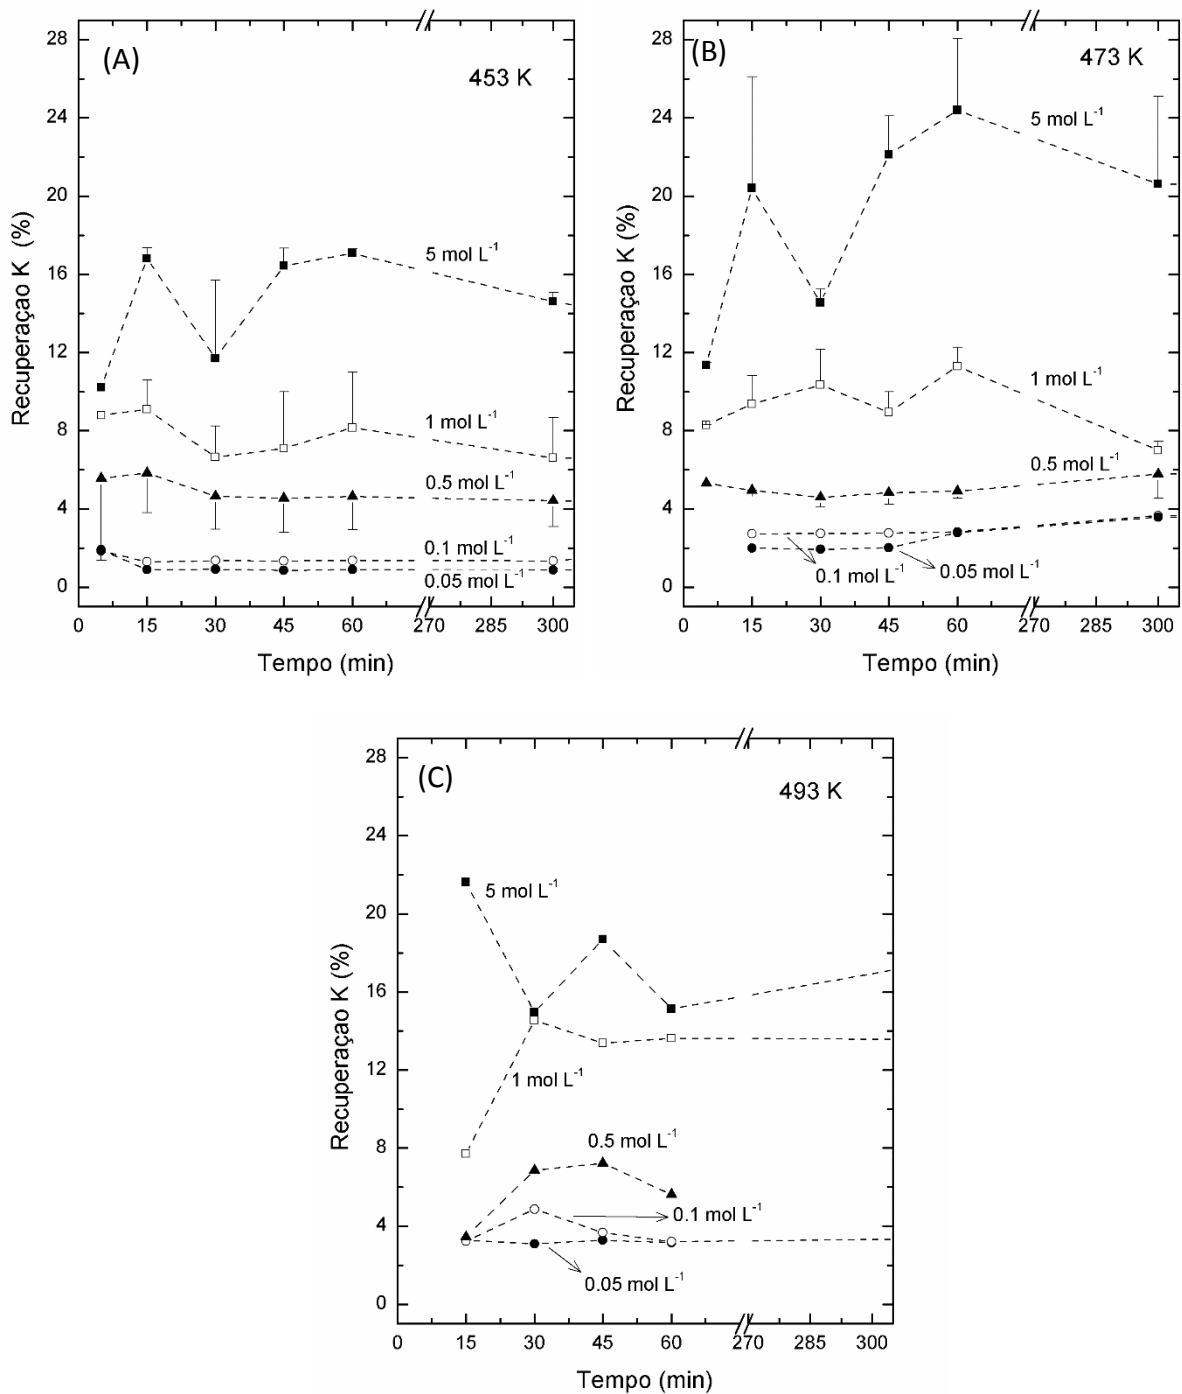 (A)
453 K
28
24
20
16
12
8
4
0
Recuperaçao K (%)
5 mol L⁻¹
1 mol L⁻¹
0.5 mol L⁻¹
0.1 mol L⁻¹
0.05 mol L⁻¹
0 15 30 45 60 270 285 300
Tempo (min)
(B)
473 K
28
24
20
16
12
8
4
0
Recuperaçao K (%)
5 mol L⁻¹
1 mol L⁻¹
0.5 mol L⁻¹
0.1 mol L⁻¹
0.05 mol L⁻¹
0 15 30 45 60 270 285 300
Tempo (min)
(C)
493 K
28
24
20
16
12
8
4
0
Recuperaçao K (%)
5 mol L⁻¹
1 mol L⁻¹
0.5 mol L⁻¹
0.1 mol L⁻¹
0.05 mol L⁻¹
0 15 30 45 60 270 285 300
Tempo (min)